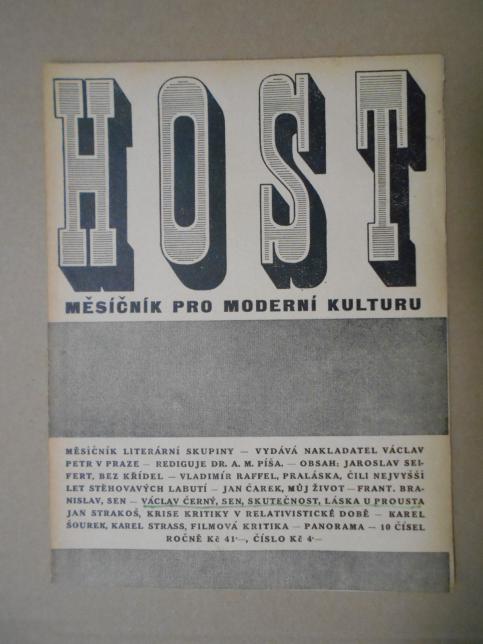 HOST
MĚSÍČNÍK PRO MODERNÍ KULTURU
MĚSÍČNÍK LITERÁRNÍ SKUPINY — VYDÁVÁ NAKLADATEL VÁCLAV
PETR V PRAZE — REDIGUJE DR. A. M. PÍŠA. — OBSAH: JAROSLAV SEI-
FERT, BEZ KŘÍDEL — VLADIMÍR RAFFEL, PRALÁSKA, ČILI NEJVYŠŠÍ
LET STĚHOVAVÝCH LABUTÍ — JAN ČAREK, MŮJ ŽIVOT — FRANT. BRA-
NISLAV, SEN — VÁCLAV ČERNÝ, SEN, SKUTEČNOST, LÁSKA U PROUSTA
JAN STRAKOŠ, KRISE KRITIKY V RELATIVISTICKÉ DOBĚ — KAREL
ŠOUREK, KAREL STRASS, FILMOVÁ KRITIKA — PANORAMA — 10 ČÍSEL
ROČNĚ Kč 41·—, ČÍSLO Kč 4·—